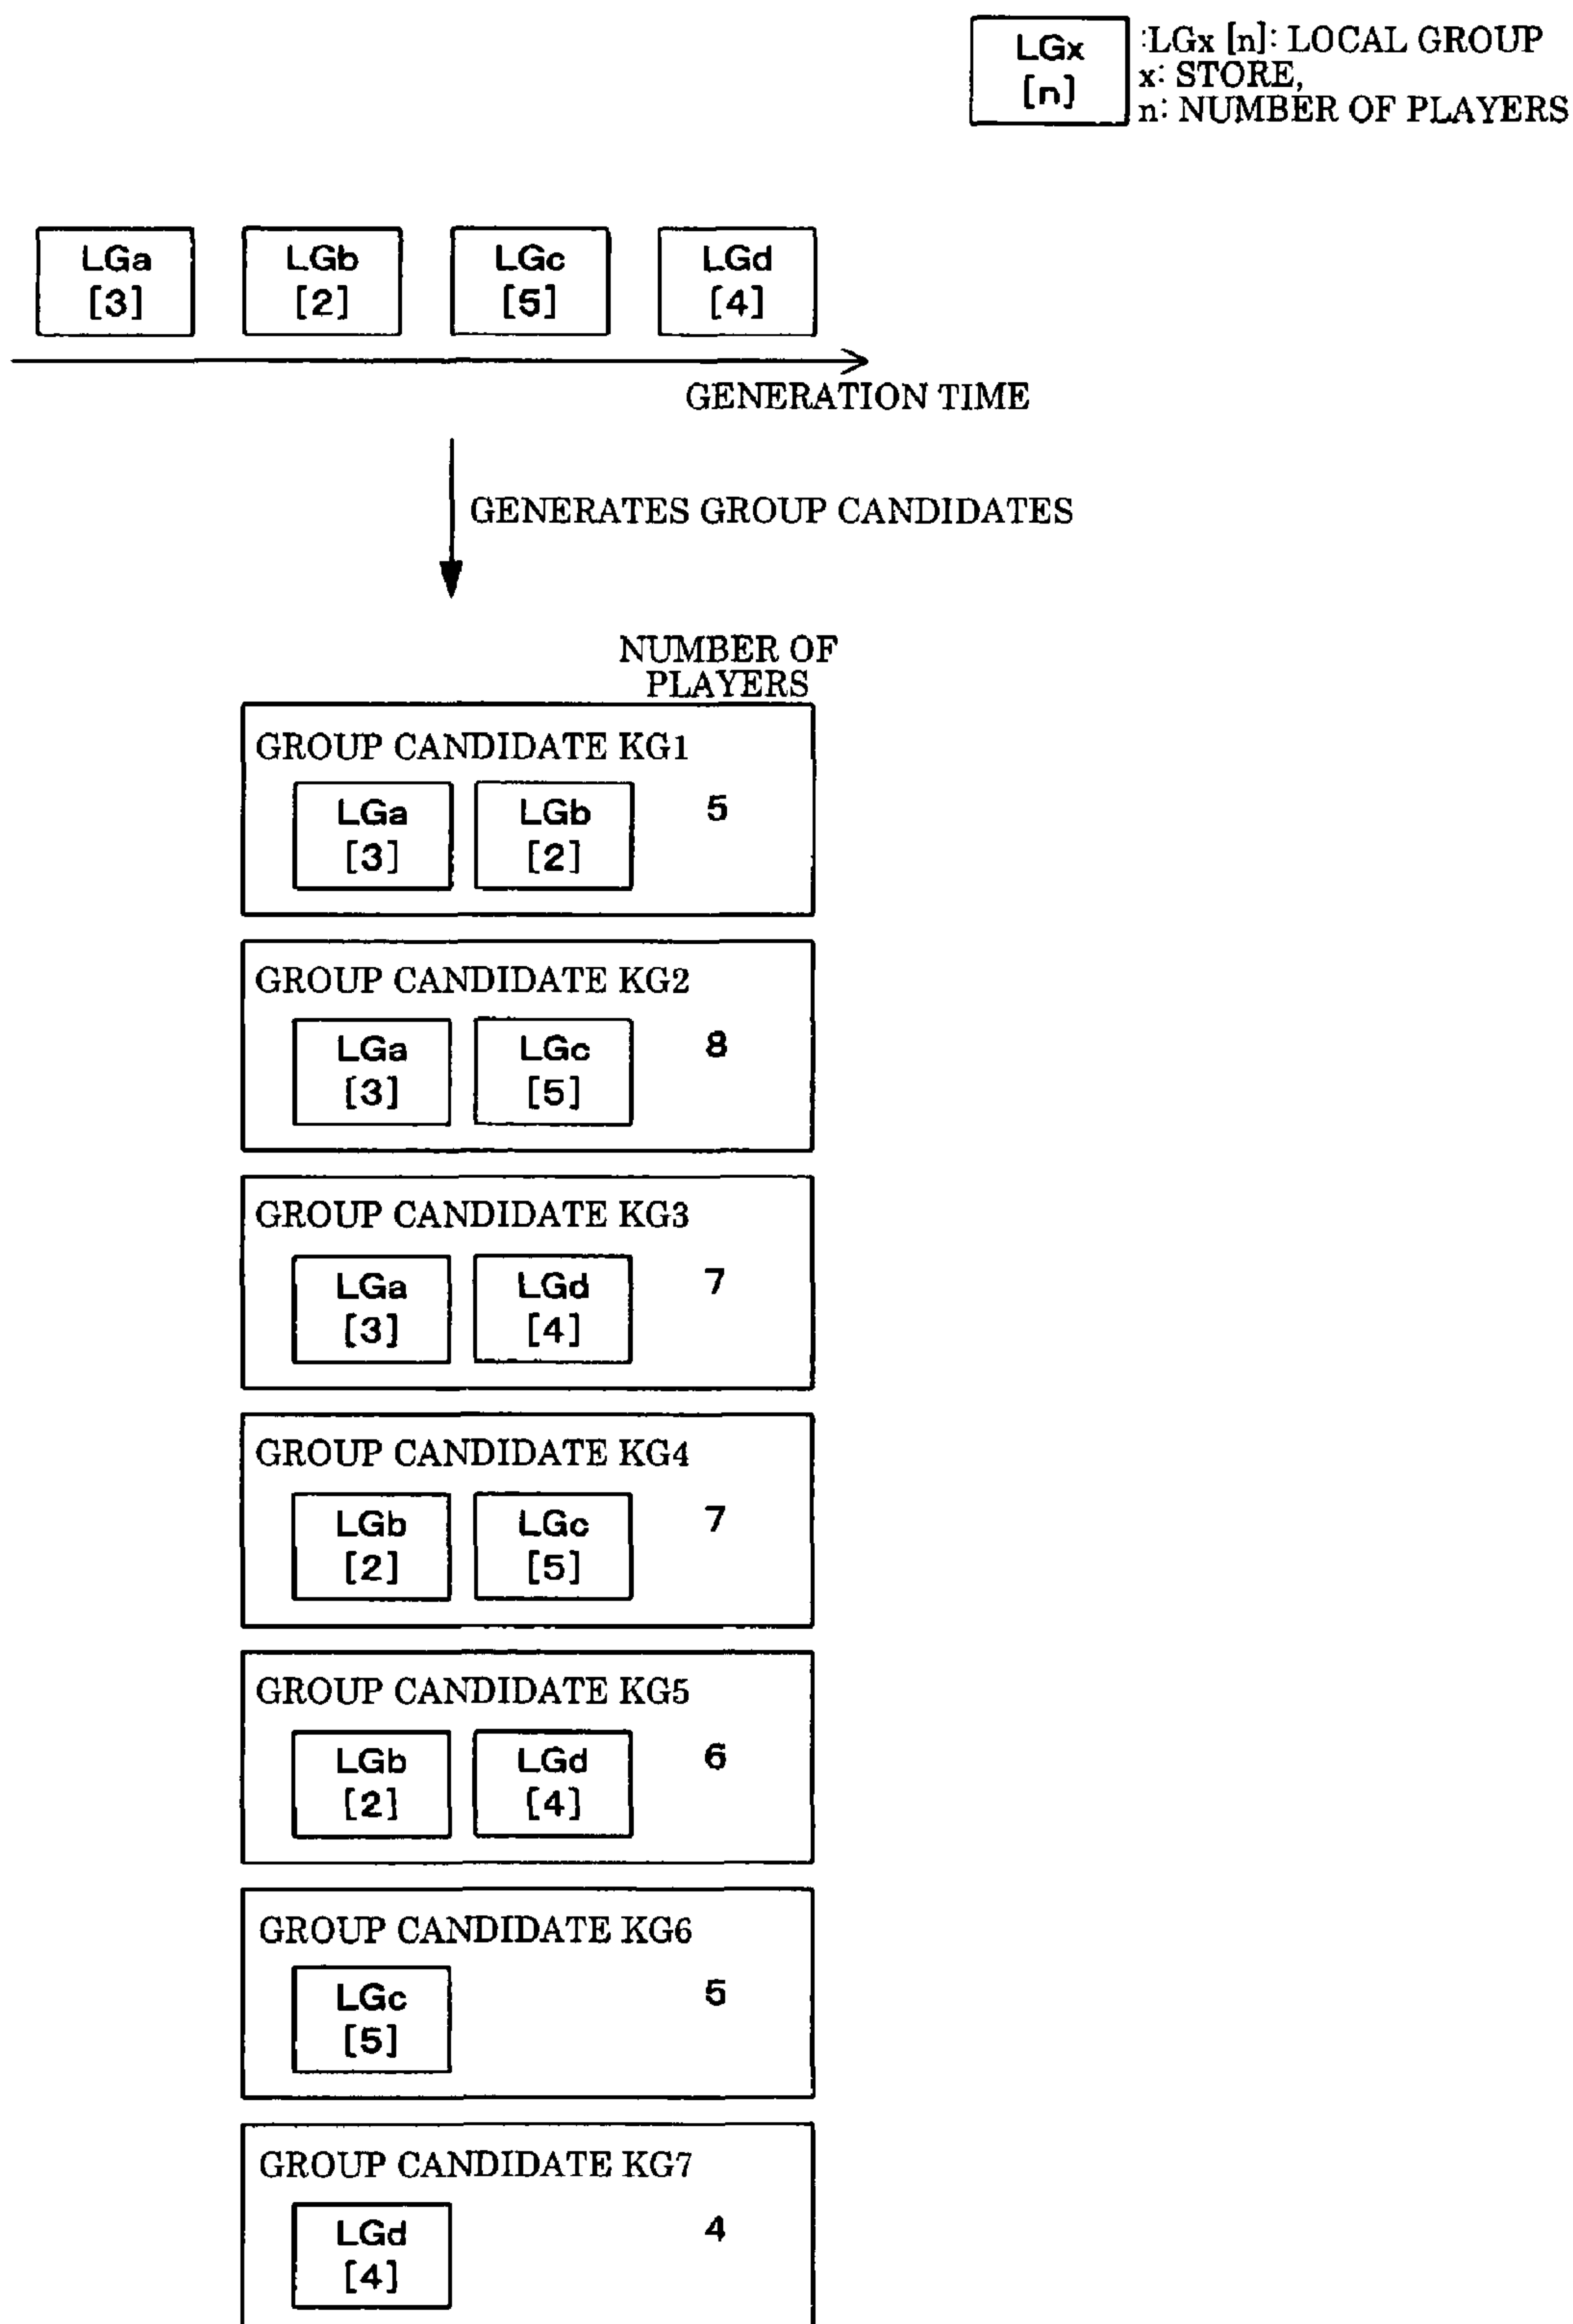 LGx
[n]
:LGx [n]: LOCAL GROUP
x: STORE,
n: NUMBER OF PLAYERS
LGa
[3]
LGb
[2]
LGc
[5]
LGd
[4]
GENERATION TIME
GENERATES GROUP CANDIDATES
NUMBER OF
PLAYERS
GROUP CANDIDATE KG1
LGa
[3]
LGb
[2]
5
GROUP CANDIDATE KG2
LGa
[3]
LGc
[5]
8
GROUP CANDIDATE KG3
LGa
[3]
LGd
[4]
7
GROUP CANDIDATE KG4
LGb
[2]
LGc
[5]
7
GROUP CANDIDATE KG5
LGb
[2]
LGd
[4]
6
GROUP CANDIDATE KG6
LGc
[5]
5
GROUP CANDIDATE KG7
LGd
[4]
4